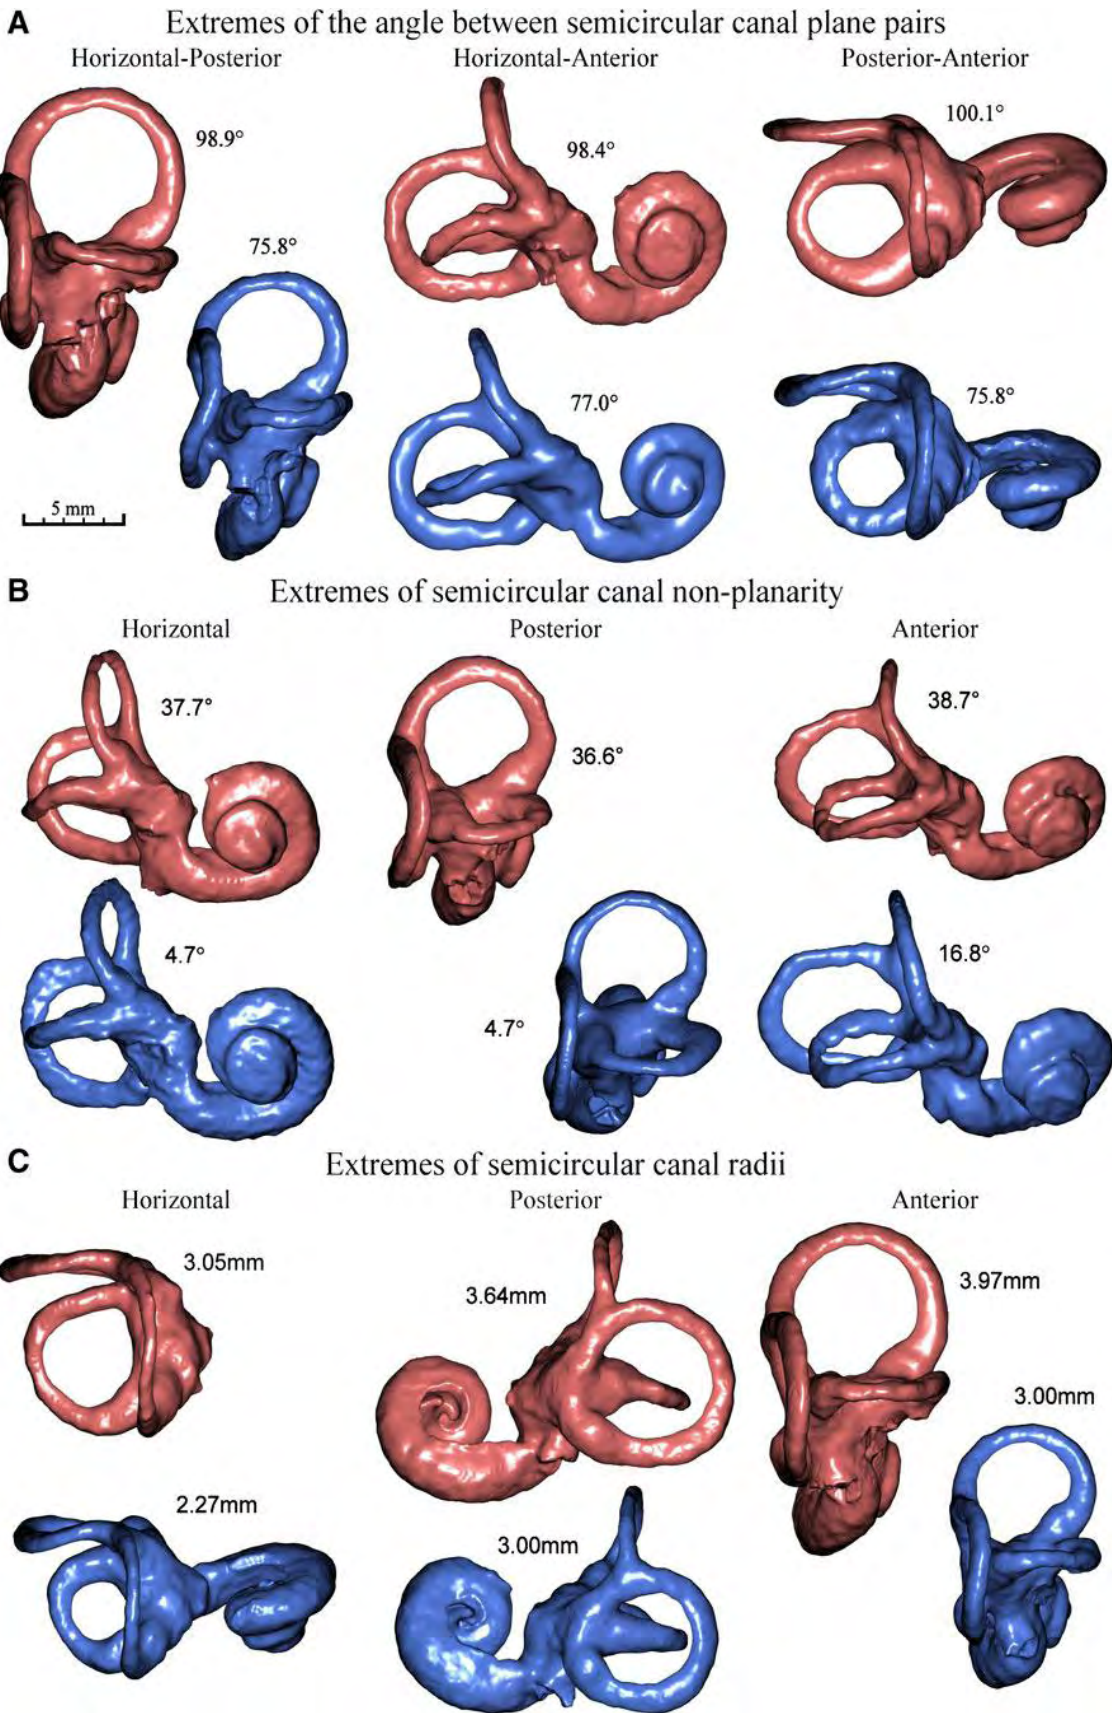 A Extremes of the angle between semicircular canal plane pairs
Horizontal-Posterior Horizontal-Anterior Posterior-Anterior
98.9° 98.4° 100.1°
75.8° 77.0° 75.8°
5 mm
B Extremes of semicircular canal non-planarity
Horizontal Posterior Anterior
37.7° 36.6° 38.7°
4.7° 4.7° 16.8°
C Extremes of semicircular canal radii
Horizontal Posterior Anterior
3.05mm 3.64mm 3.97mm
2.27mm 3.00mm 3.00mm